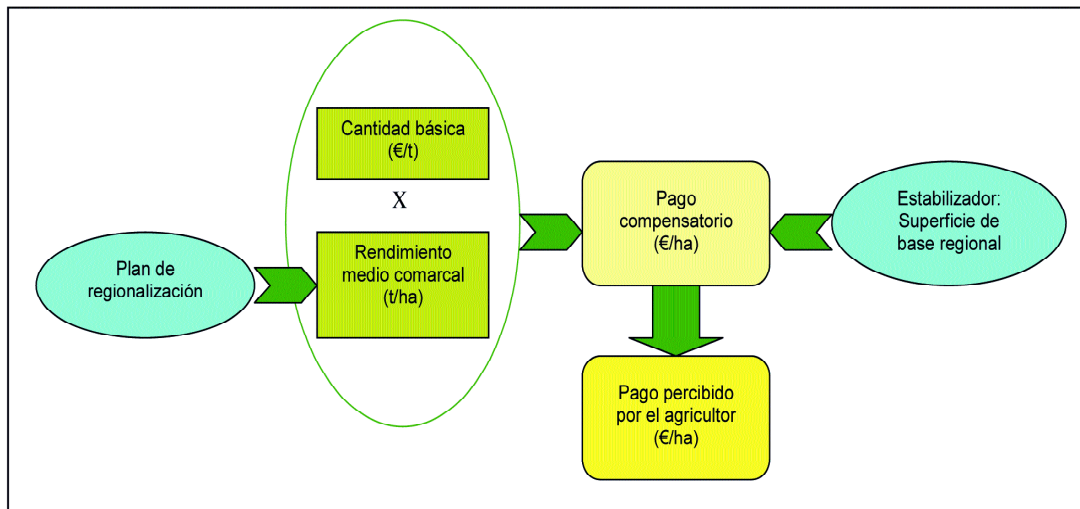 Plan de
regionalización
Cantidad básica
(€/t)
X
Rendimiento
medio comarcal
(t/ha)
Pago
compensatorio
(€/ha)
Estabilizador:
Superficie de
base regional
Pago percibido
por el agricultor
(€/ha)